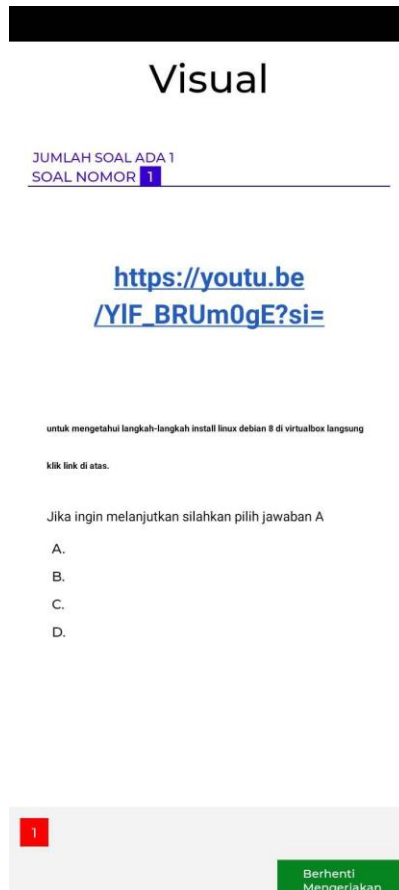 Visual
JUMLAH SOAL ADA 1
SOAL NOMOR 1
https://youtu.be
/YlF_BRUm0gE?si=
untuk mengetahui langkah-langkah install linux debian 8 di virtualbox langsung
klik link di atas.
Jika ingin melanjutkan silahkan pilih jawaban A
A.
B.
C.
D.
1
Berhenti
Mengerjakan